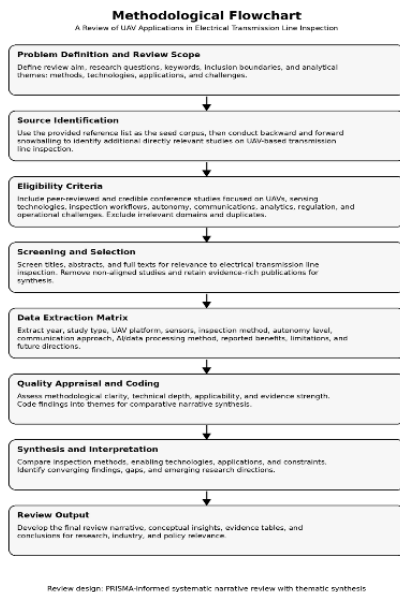 Methodological Flowchart
A Review of UAV Applications in Electrical Transmission Line Inspection
Problem Definition and Review Scope
Define review aim, research questions, keywords, inclusion boundaries, and analytical
themes: methods, technologies, applications, and challenges.
Source Identification
Use the provided reference list as the seed corpus, then conduct backward and forward
snowballing to identify additional directly relevant studies on UAV-based transmission
line inspection.
Eligibility Criteria
Include peer-reviewed and credible conference studies focused on UAVs, sensing
technologies, inspection workflows, autonomy, communications, analytics, regulation, and
operational challenges. Exclude irrelevant domains and duplicates.
Screening and Selection
Screen titles, abstracts, and full texts for relevance to electrical transmission line
inspection. Remove non-aligned studies and retain evidence-rich publications for
synthesis.
Data Extraction Matrix
Extract year, study type, UAV platform, sensors, inspection method, autonomy level,
communication approach, AI/data processing method, reported benefits, limitations, and
future directions.
Quality Appraisal and Coding
Assess methodological clarity, technical depth, applicability, and evidence strength.
Code findings into themes for comparative narrative synthesis.
Synthesis and Interpretation
Compare inspection methods, enabling technologies, applications, and constraints.
Identify converging findings, gaps, and emerging research directions.
Review Output
Develop the final review narrative, conceptual insights, evidence tables, and
conclusions for research, industry, and policy relevance.
Review design: PRISMA-informed systematic narrative review with thematic synthesis